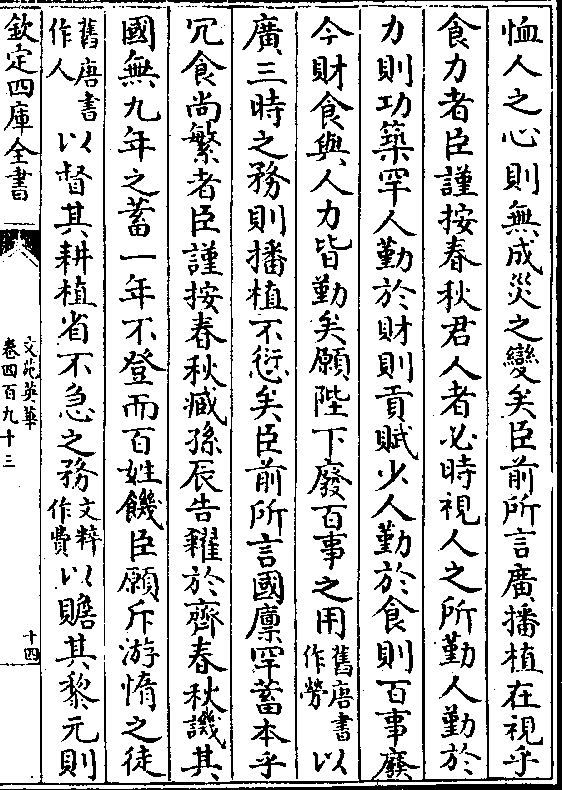 恤人之心則無成災之變矣臣前所言廣播植在視乎
食力者臣謹按春秋君人者必時視人之所勤人勤於
力則功築罕人勤於財則貢賦少人勤於食則百事廢
今財食與人力皆勤矣願陛下廢百事之用舊唐書作勞以
廣三時之務則播植不愆矣臣前所言國廩罕蓄本乎
冗食尚繁者臣謹按春秋臧孫辰告糴於齊春秋譏其
國無九年之蓄一年不登而百姓饑臣願斥游惰之徒
舊唐書作人以督其耕植省不急之務文粹作費以贍其黎元則
欽定四庫全書
文苑英華
卷四百九十三
十四